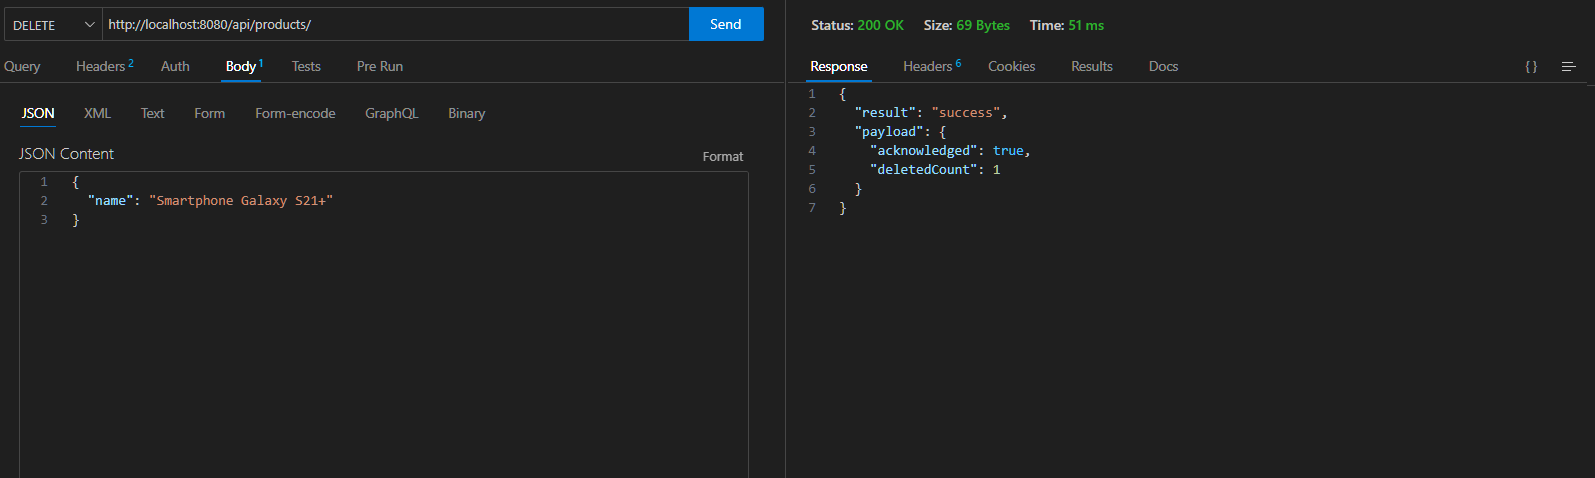 DELETE http://localhost:8080/api/products/ Send
Query Headers 2 Auth Body 1 Tests Pre Run
JSON XML Text Form Form-encode GraphQL Binary
JSON Content
Format
1 {
2 "name": "Smartphone Galaxy S21+"
3 }
Status: 200 OK Size: 69 Bytes Time: 51 ms
Response Headers 6 Cookies Results Docs { }
1 {
2 "result": "success",
3 "payload": {
4 "acknowledged": true,
5 "deletedCount": 1
6 }
7 }